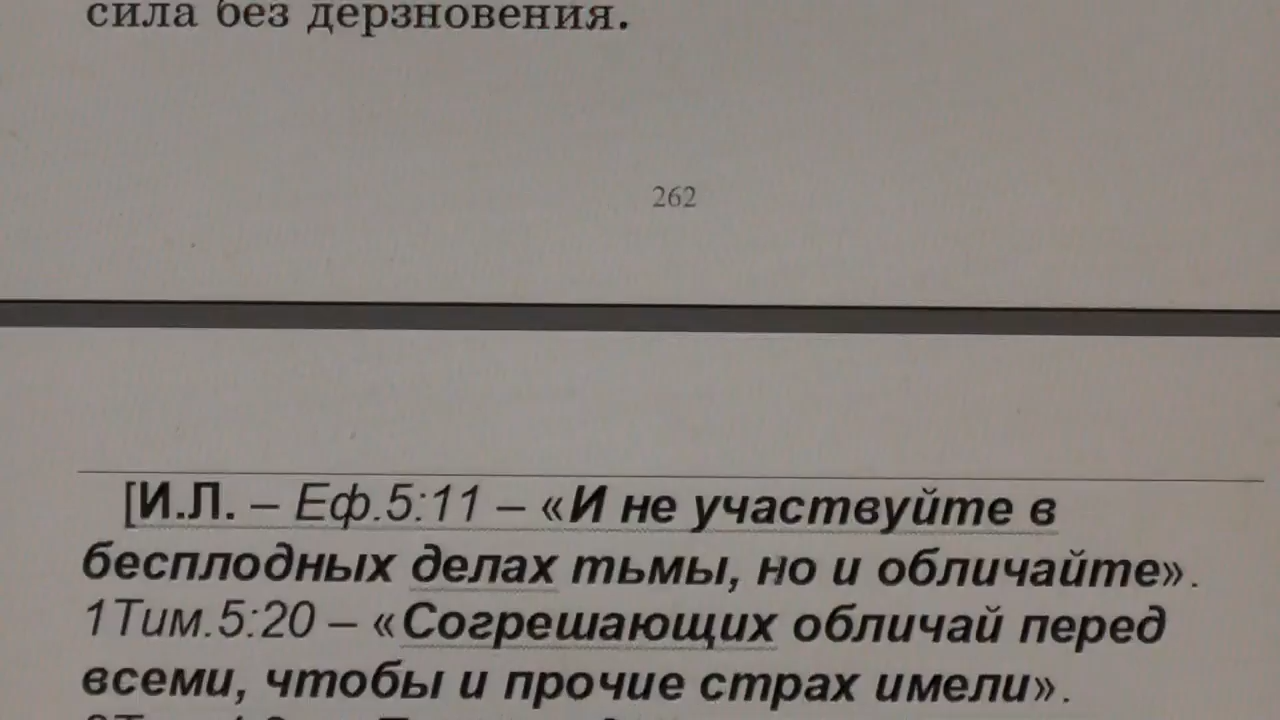 сила без дерзновения.
262
[И.Л. – Еф.5:11 – «И не участвуйте в
бесплодных делах тьмы, но и обличайте».
1Тим.5:20 – «Согрешающих обличай перед
всеми, чтобы и прочие страх имели».